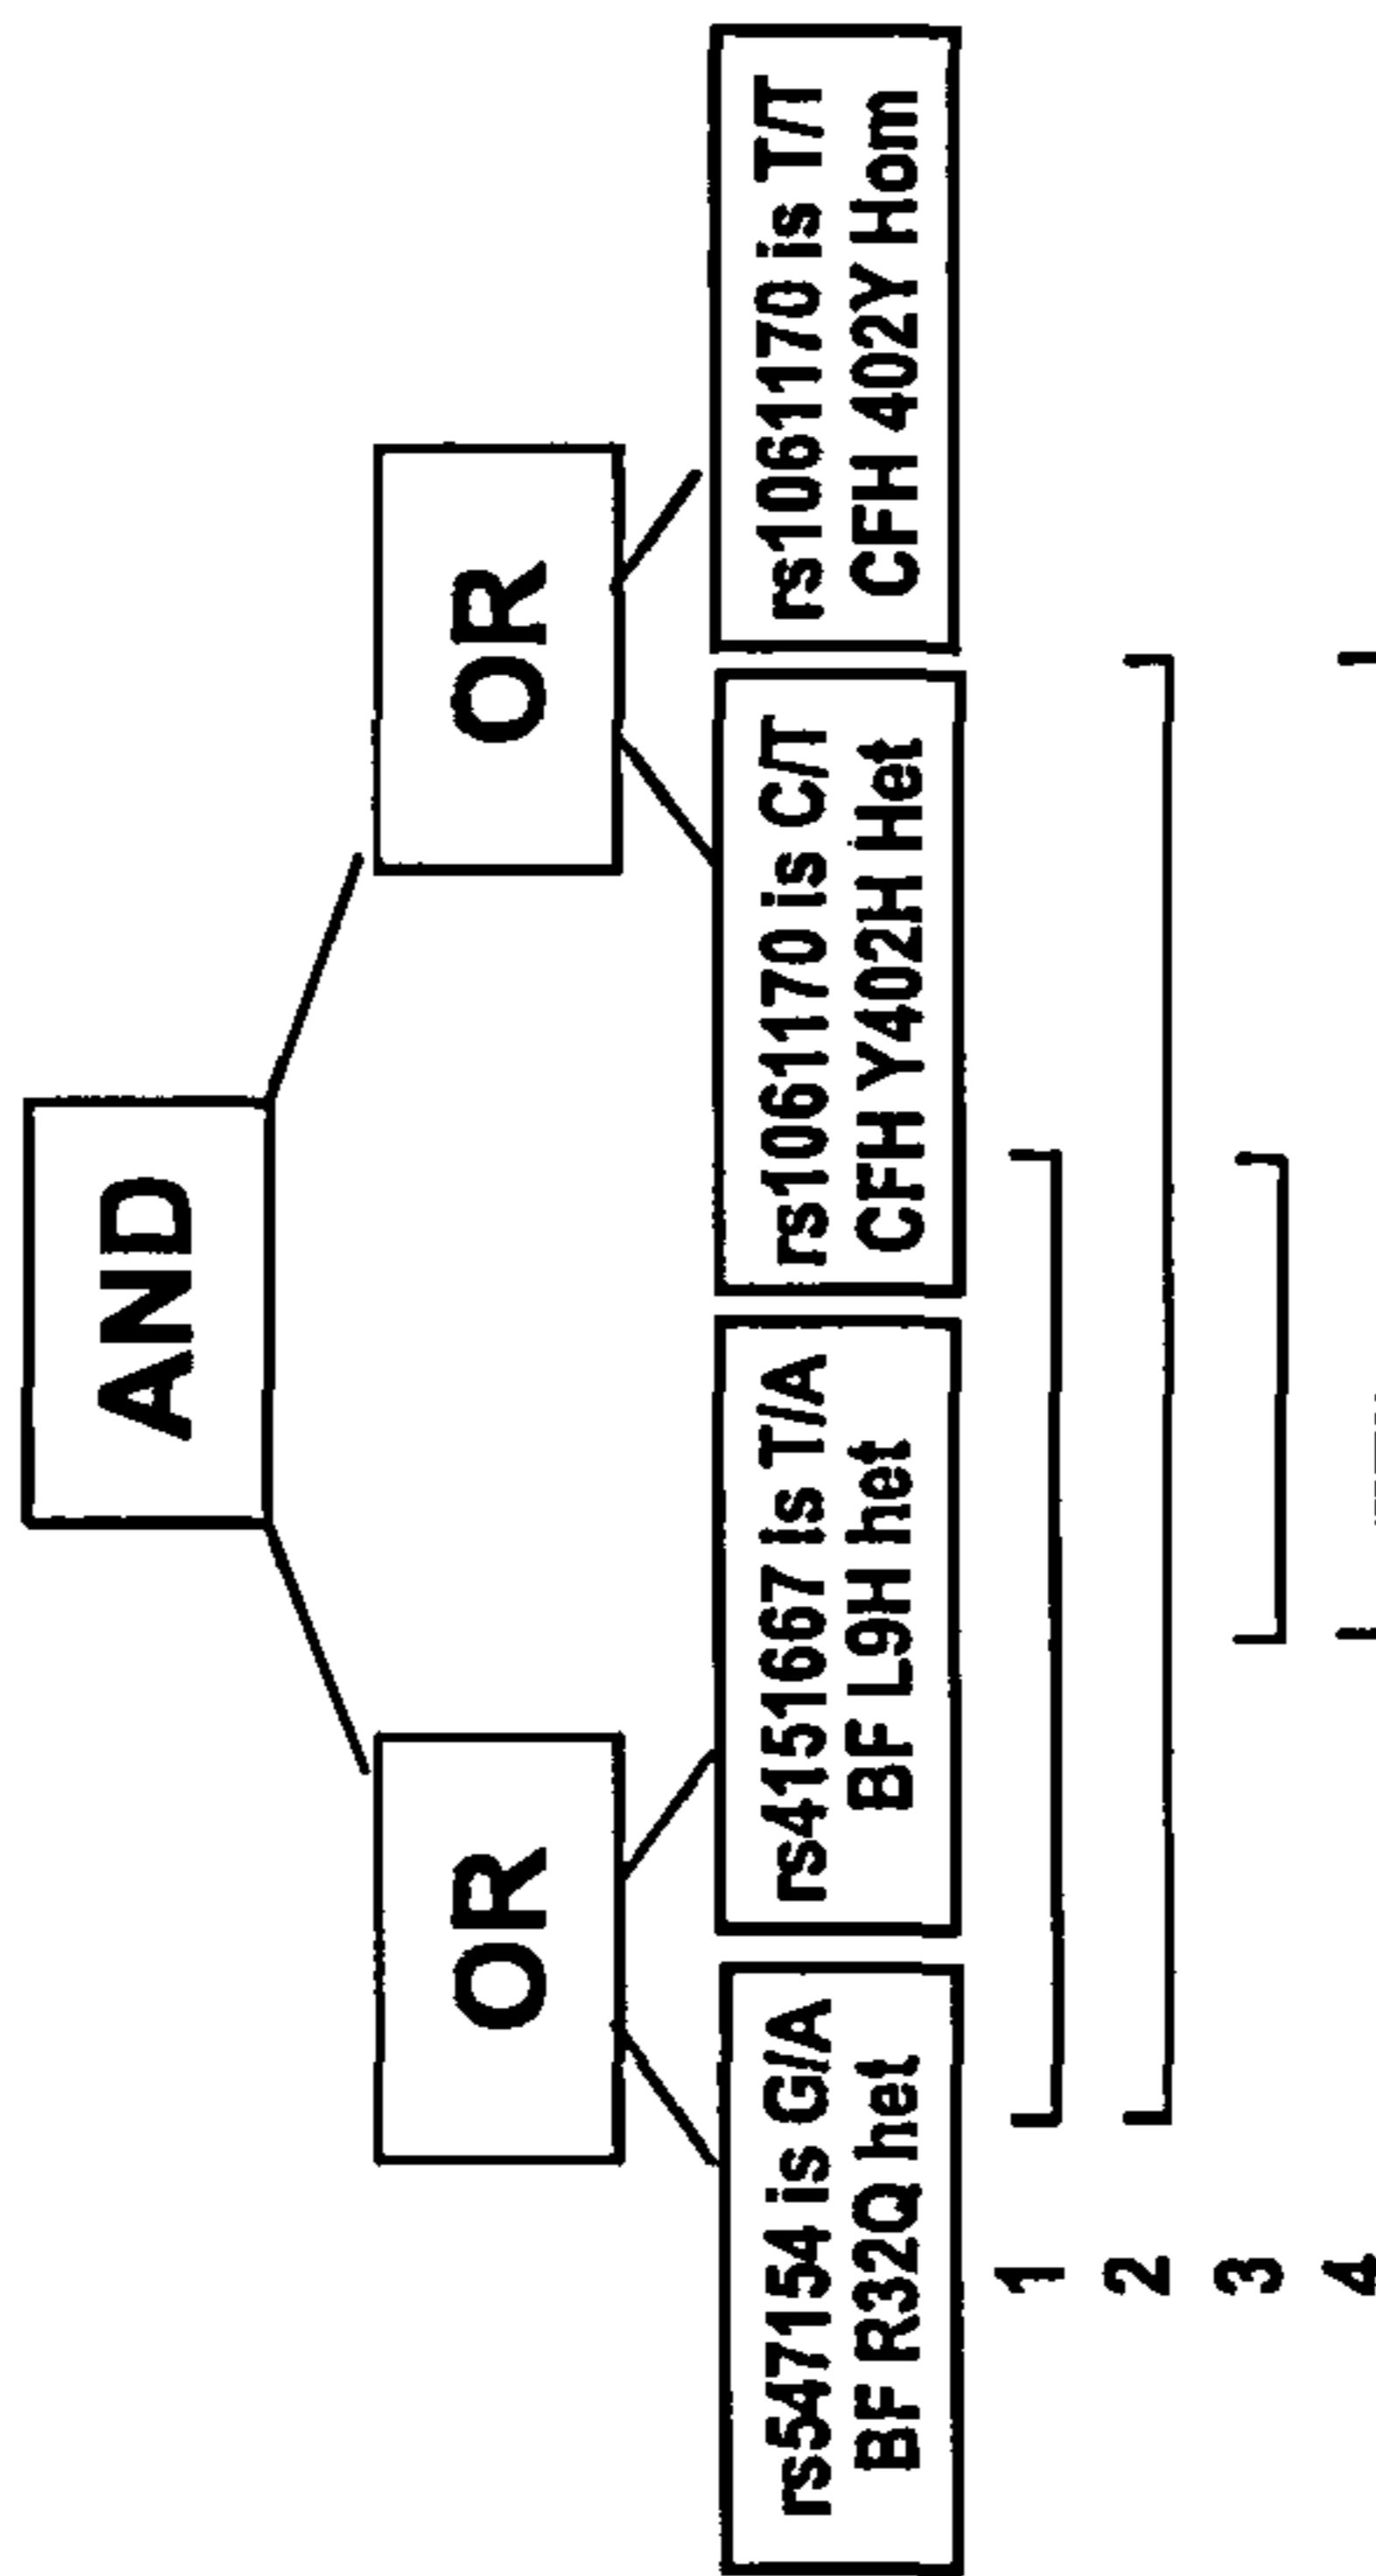 AND
OR
OR
rs547154 is G/A
BF R32Q het
rs4151667 is T/A
BF L9H het
rs1061170 is C/T
CFH Y402H Het
rs1061170 is T/T
CFH 402Y Hom
1
2
3
4